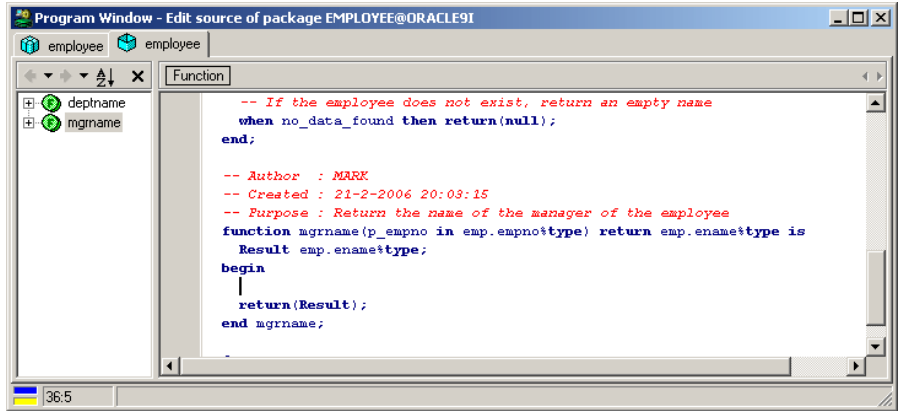 Program Window - Edit source of package EMPLOYEE@ORACLE9I
employee employee
Function
deptname
mgrname
-- If the employee does not exist, return an empty name
when no_data_found then return(null);
end;
-- Author  : MARK
-- Created : 21-2-2006 20:03:15
-- Purpose : Return the name of the manager of the employee
function mgrname(p_empno in emp.empno%type) return emp.ename%type is
Result emp.ename%type;
begin
return(Result);
end mgrname;
36:5